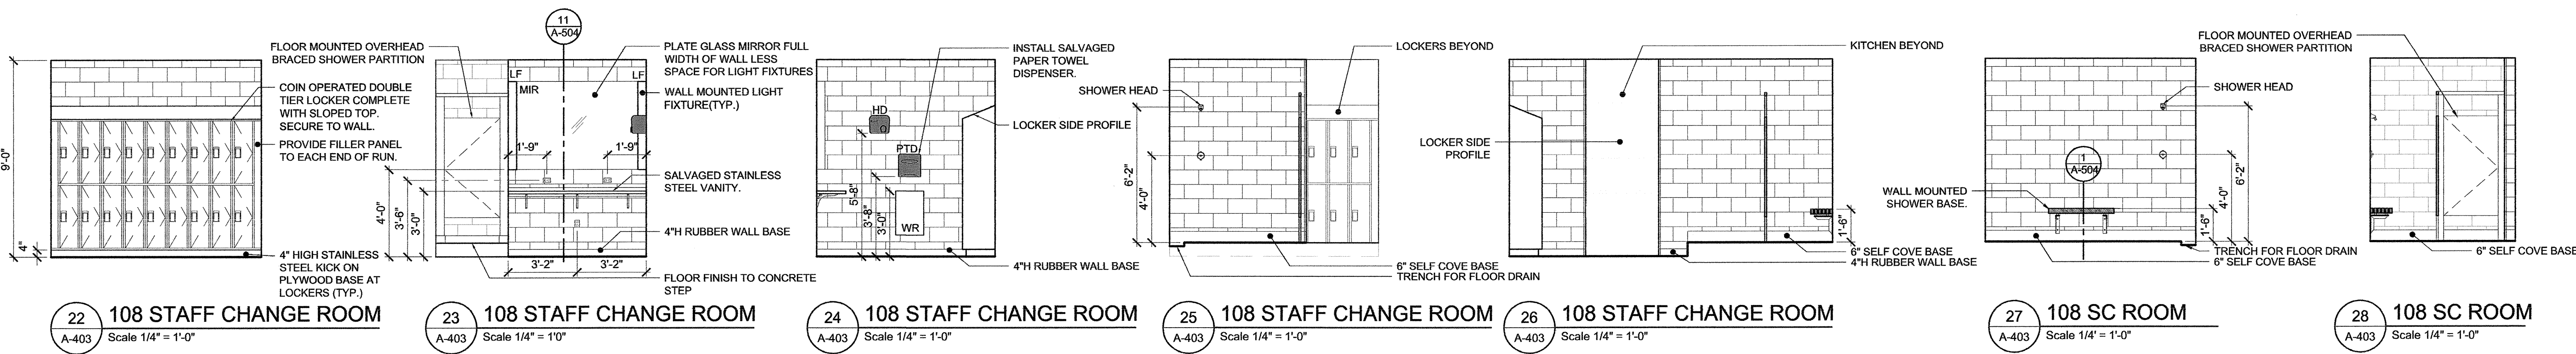 9'-0"
4"
COIN OPERATED DOUBLE
TIER LOCKER COMPLETE
WITH SLOPED TOP.
SECURE TO WALL.
PROVIDE FILLER PANEL
TO EACH END OF RUN.
4" HIGH STAINLESS
STEEL KICK ON
PLYWOOD BASE AT
LOCKERS (TYP.)
22
A-403
108 STAFF CHANGE ROOM
Scale 1/4" = 1'-0"
FLOOR MOUNTED OVERHEAD
BRACED SHOWER PARTITION
11
A-504
LF
LF
MIR
1'-9"
1'-9"
4'-0"
3'-6"
3'-0"
3'-2"
3'-2"
PLATE GLASS MIRROR FULL
WIDTH OF WALL LESS
SPACE FOR LIGHT FIXTURES
WALL MOUNTED LIGHT
FIXTURE(TYP.)
SALVAGED STAINLESS
STEEL VANITY.
4"H RUBBER WALL BASE
FLOOR FINISH TO CONCRETE
STEP
23
A-403
108 STAFF CHANGE ROOM
Scale 1/4" = 1'0"
HD
PTD
WR
5'-8"
3'-8"
3'-0"
INSTALL SALVAGED
PAPER TOWEL
DISPENSER.
LOCKER SIDE PROFILE
4"H RUBBER WALL BASE
24
A-403
108 STAFF CHANGE ROOM
Scale 1/4" = 1'-0"
SHOWER HEAD
6'-2"
4'-0"
LOCKERS BEYOND
6" SELF COVE BASE
TRENCH FOR FLOOR DRAIN
25
A-403
108 STAFF CHANGE ROOM
Scale 1/4" = 1'-0"
LOCKER SIDE
PROFILE
KITCHEN BEYOND
1'-6"
6" SELF COVE BASE
4"H RUBBER WALL BASE
26
A-403
108 STAFF CHANGE ROOM
Scale 1/4" = 1'-0"
WALL MOUNTED
SHOWER BASE.
1
A-504
SHOWER HEAD
1'-6"
4'-0"
6'-2"
TRENCH FOR FLOOR DRAIN
6" SELF COVE BASE
27
A-403
108 SC ROOM
Scale 1/4' = 1'-0"
FLOOR MOUNTED OVERHEAD
BRACED SHOWER PARTITION
6" SELF COVE BASE
28
A-403
108 SC ROOM
Scale 1/4" = 1'-0"